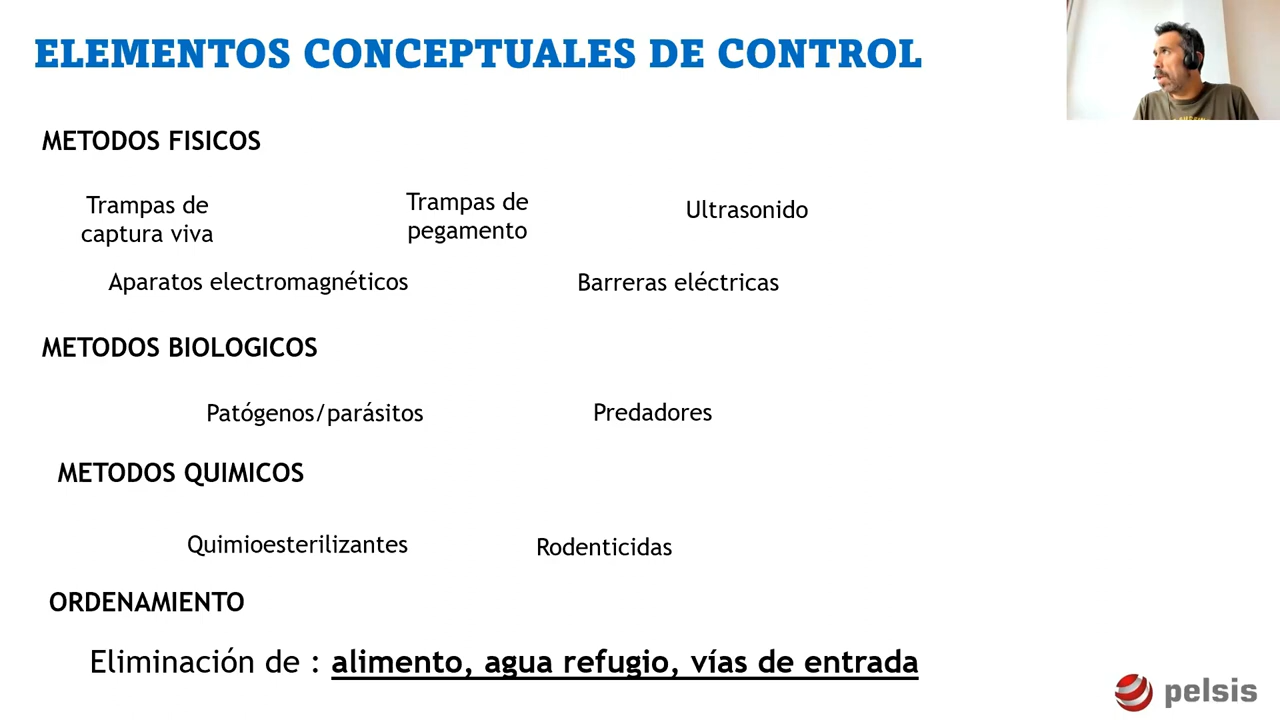 ELEMENTOS CONCEPTUALES DE CONTROL
METODOS FISICOS
Trampas de
captura viva
Trampas de
pegamento
Ultrasonido
Aparatos electromagnéticos
Barreras eléctricas
METODOS BIOLOGICOS
Patógenos/parásitos
Predadores
METODOS QUIMICOS
Quimioesterilizantes
Rodenticidas
ORDENAMIENTO
Eliminación de : alimento, agua refugio, vías de entrada
pelsis